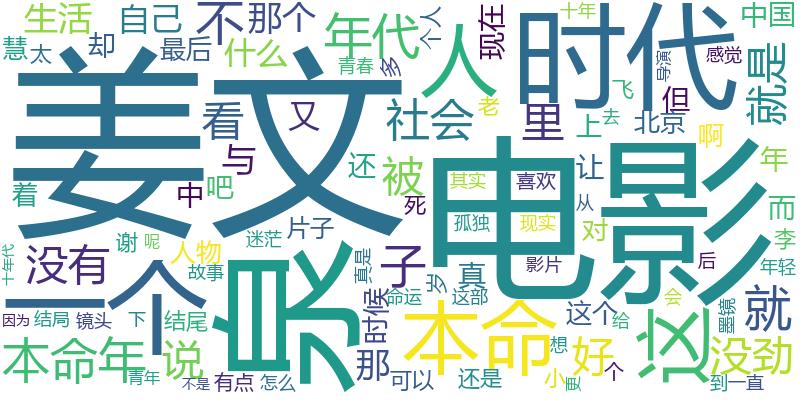 生活
自己
不
那个
年代
个人
现在
十年
中国
慧
太
却
最后
什么
青春
多
人
时代
导演
感觉
就是
姜文
看
又
社会
老
里
飞
但
上
去
北京
啊
与
还
被
电影
其实
喜欢
让
年
着
中
吧
死
孤独
现实
从
对
而
谢
呢
人物
迷茫
片子
子
岁
真
影片
后
李
年轻
十年代
没有
故事
真是
泉
时候
命运
这部
这个
给
会
墨镜
就
一个
因为
结局
镜头
下
结尾
本命
这
本命年
说
那
想
好
没劲
青年
不是
有点
怎么
可以
还是
小
更
个
到一直